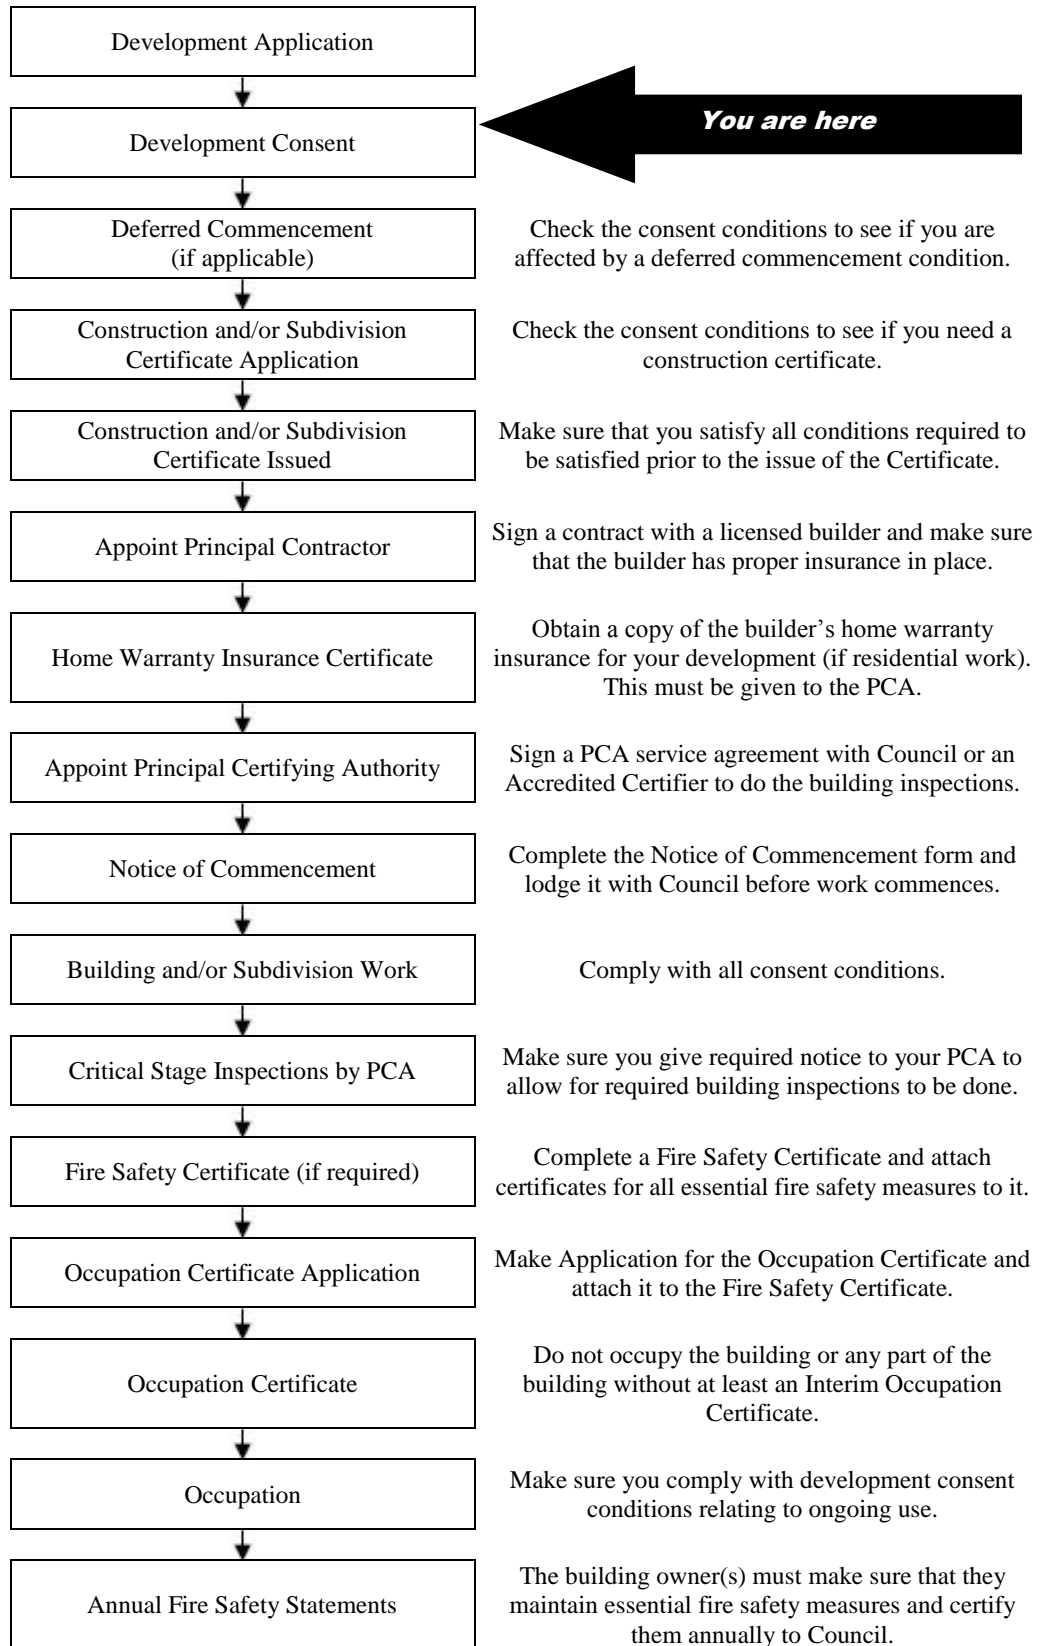 Development Application
Development Consent
You are here
Deferred Commencement
(if applicable)
Check the consent conditions to see if you are
affected by a deferred commencement condition.
Construction and/or Subdivision
Certificate Application
Check the consent conditions to see if you need a
construction certificate.
Construction and/or Subdivision
Certificate Issued
Make sure that you satisfy all conditions required to
be satisfied prior to the issue of the Certificate.
Appoint Principal Contractor
Sign a contract with a licensed builder and make sure
that the builder has proper insurance in place.
Home Warranty Insurance Certificate
Obtain a copy of the builder’s home warranty
insurance for your development (if residential work).
This must be given to the PCA.
Appoint Principal Certifying Authority
Sign a PCA service agreement with Council or an
Accredited Certifier to do the building inspections.
Notice of Commencement
Complete the Notice of Commencement form and
lodge it with Council before work commences.
Building and/or Subdivision Work
Comply with all consent conditions.
Critical Stage Inspections by PCA
Make sure you give required notice to your PCA to
allow for required building inspections to be done.
Fire Safety Certificate (if required)
Complete a Fire Safety Certificate and attach
certificates for all essential fire safety measures to it.
Occupation Certificate Application
Make Application for the Occupation Certificate and
attach it to the Fire Safety Certificate.
Occupation Certificate
Do not occupy the building or any part of the
building without at least an Interim Occupation
Certificate.
Occupation
Make sure you comply with development consent
conditions relating to ongoing use.
Annual Fire Safety Statements
The building owner(s) must make sure that they
maintain essential fire safety measures and certify
them annually to Council.